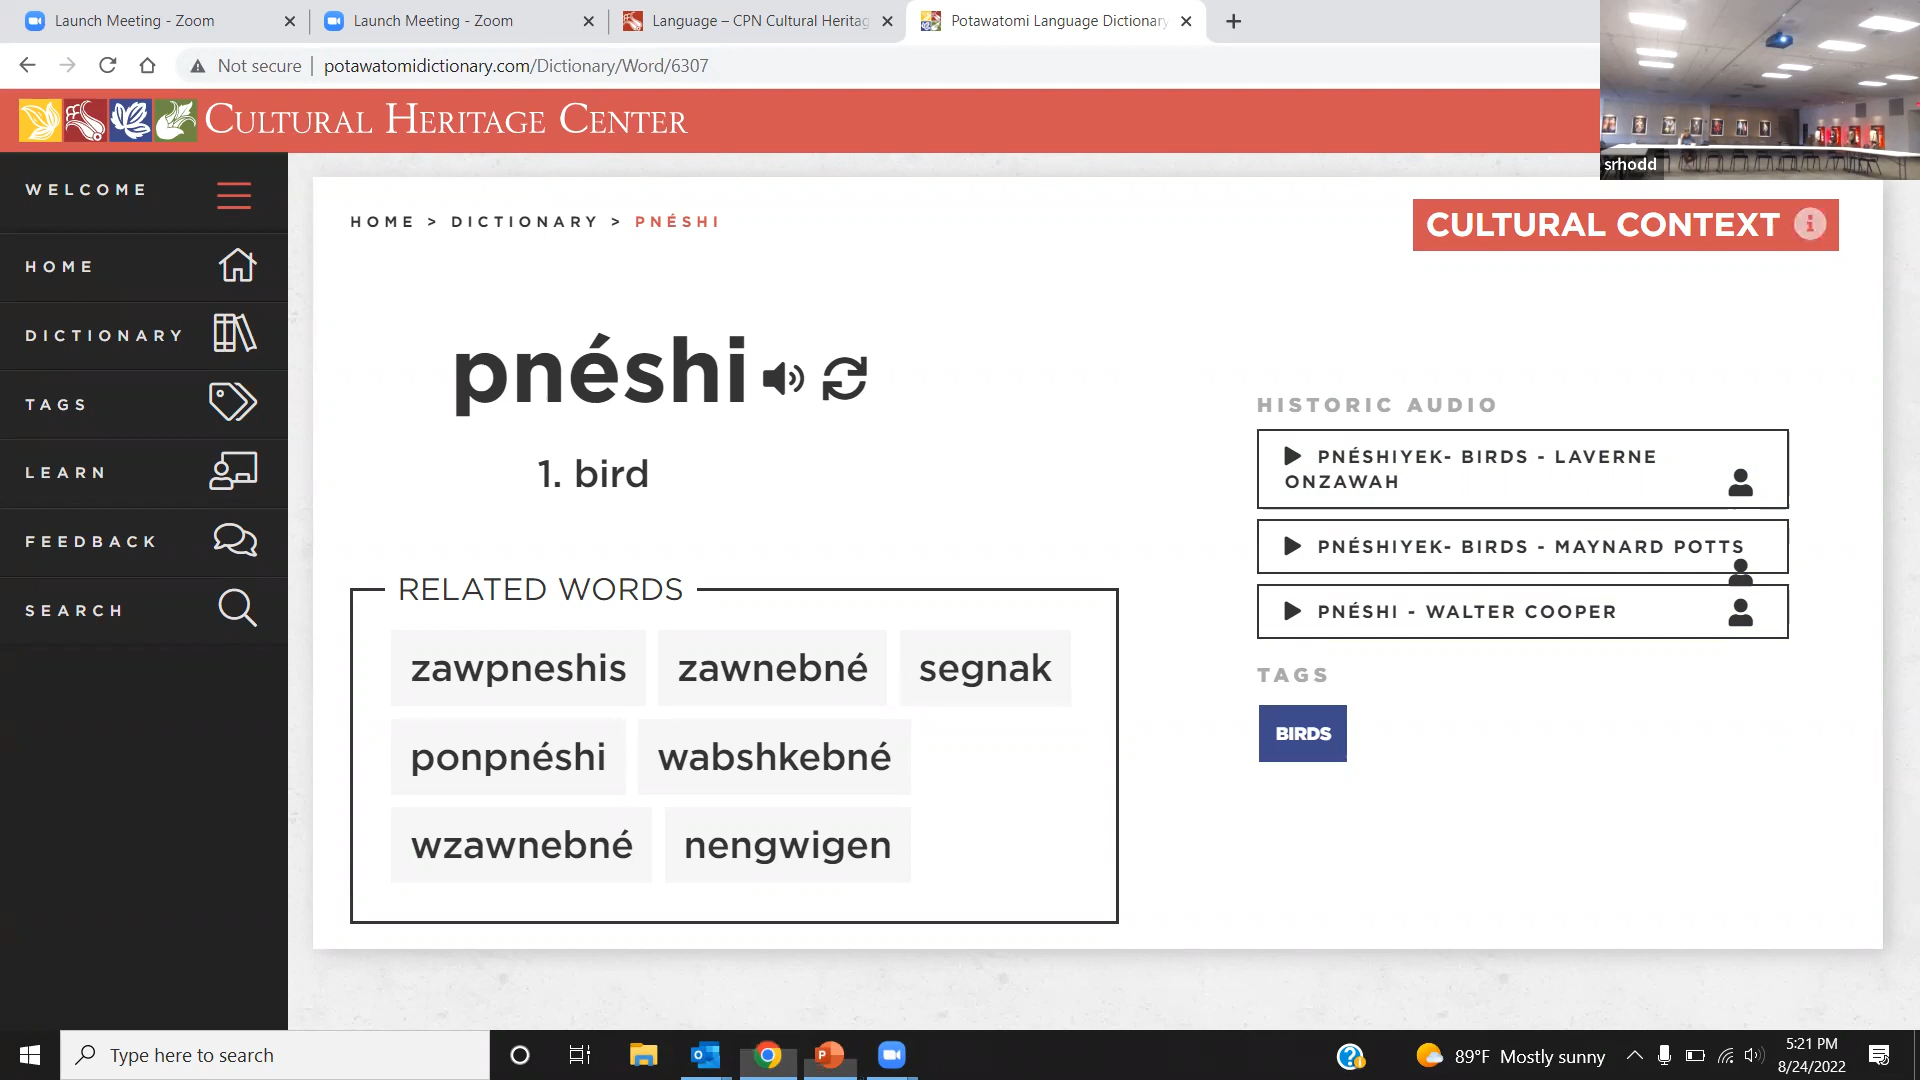 Launch Meeting - Zoom
Launch Meeting - Zoom
Language – CPN Cultural Heritag
Potawatomi Language Dictionary
Not secure
potawatomidictionary.com/Dictionary/Word/6307
CULTURAL HERITAGE CENTER
srhodd
WELCOME
HOME
DICTIONARY
TAGS
LEARN
FEEDBACK
SEARCH
HOME > DICTIONARY > PNÉSHI
CULTURAL CONTEXT
pnéshi
1. bird
RELATED WORDS
zawpneshis
zawnebné
segnak
ponpnéshi
wabshkebné
wzawnebné
nengwigen
HISTORIC AUDIO
PNÉSHIYEK- BIRDS - LAVERNE
ONZAWAH
PNÉSHIYEK- BIRDS - MAYNARD POTTS
PNÉSHI - WALTER COOPER
TAGS
BIRDS
Type here to search
89°F Mostly sunny
5:21 PM
8/24/2022